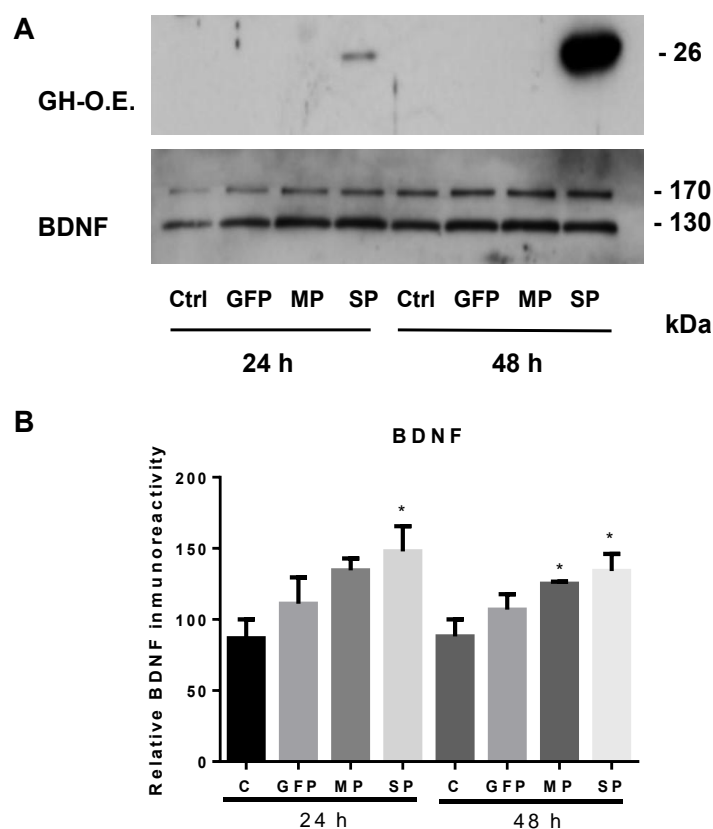 A
GH-O.E.
- 26
BDNF
- 170
- 130
Ctrl GFP MP SP Ctrl GFP MP SP
kDa
24 h 48 h
B
BDNF
Relative BDNF inmunoreactivity
200
150
100
50
0
* * *
C GFP MP SP C GFP MP SP
24 h 48 h